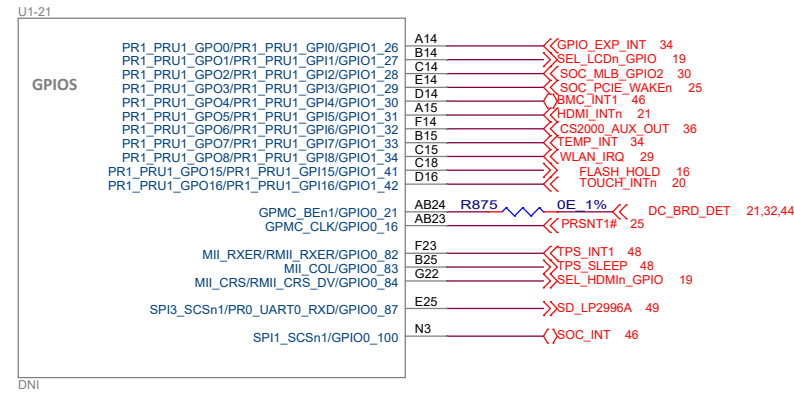 U1-21
GPIOS
PR1_PRU1_GPO0/PR1_PRU1_GPI0/GPIO1_26 A14 GPIO_EXP_INT 34
PR1_PRU1_GPO1/PR1_PRU1_GPI1/GPIO1_27 B14 SEL_LCDn_GPIO 19
PR1_PRU1_GPO2/PR1_PRU1_GPI2/GPIO1_28 C14 SOC_MLB_GPIO2 30
PR1_PRU1_GPO3/PR1_PRU1_GPI3/GPIO1_29 E14 SOC_PCIE_WAKEn 25
PR1_PRU1_GPO4/PR1_PRU1_GPI4/GPIO1_30 D14 BMC_INT1 46
PR1_PRU1_GPO5/PR1_PRU1_GPI5/GPIO1_31 A15 HDMI_INTn 21
PR1_PRU1_GPO6/PR1_PRU1_GPI6/GPIO1_32 F14 CS2000_AUX_OUT 36
PR1_PRU1_GPO7/PR1_PRU1_GPI7/GPIO1_33 B15 TEMP_INT 34
PR1_PRU1_GPO8/PR1_PRU1_GPI8/GPIO1_34 C15 WLAN_IRQ 29
PR1_PRU1_GPO15/PR1_PRU1_GPI15/GPIO1_41 C18 FLASH_HOLD 16
PR1_PRU1_GPO16/PR1_PRU1_GPI16/GPIO1_42 D16 TOUCH_INTn 20
GPMC_BEn1/GPIO0_21 AB24 R875 0E_1% DC_BRD_DET 21,32,44
GPMC_CLK/GPIO0_16 AB23 PRSNT1# 25
MII_RXER/RMII_RXER/GPIO0_82 F23 TPS_INT1 48
MII_COL/GPIO0_83 B25 TPS_SLEEP 48
MII_CRS/RMII_CRS_DV/GPIO0_84 G22 SEL_HDMIn_GPIO 19
SPI3_SCSn1/PR0_UART0_RXD/GPIO0_87 E25 SD_LP2996A 49
SPI1_SCSn1/GPIO0_100 N3 SOC_INT 46
DNI